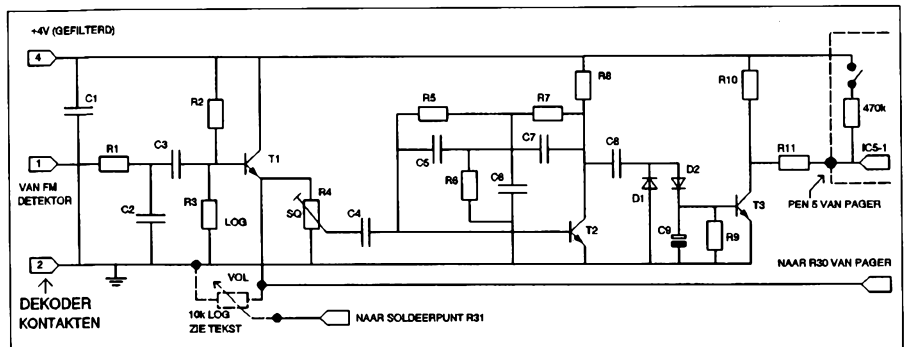 +4V (GEFILTERD)
4
C1
R2
R5
R7
R8
R10
470k
R1
C3
T1
C5
C7
C8
R11
IC5-1
1
VAN FM
DETEKTOR
C2
R3
LOG
R4
SQ
C4
R6
C6
T2
D1
D2
C9
R9
T3
PEN 5 VAN PAGER
2
DEKODER
KONTAKTEN
VOL
10k LOG
ZIE TEKST
NAAR SOLDEERPUNT R31
NAAR R30 VAN PAGER